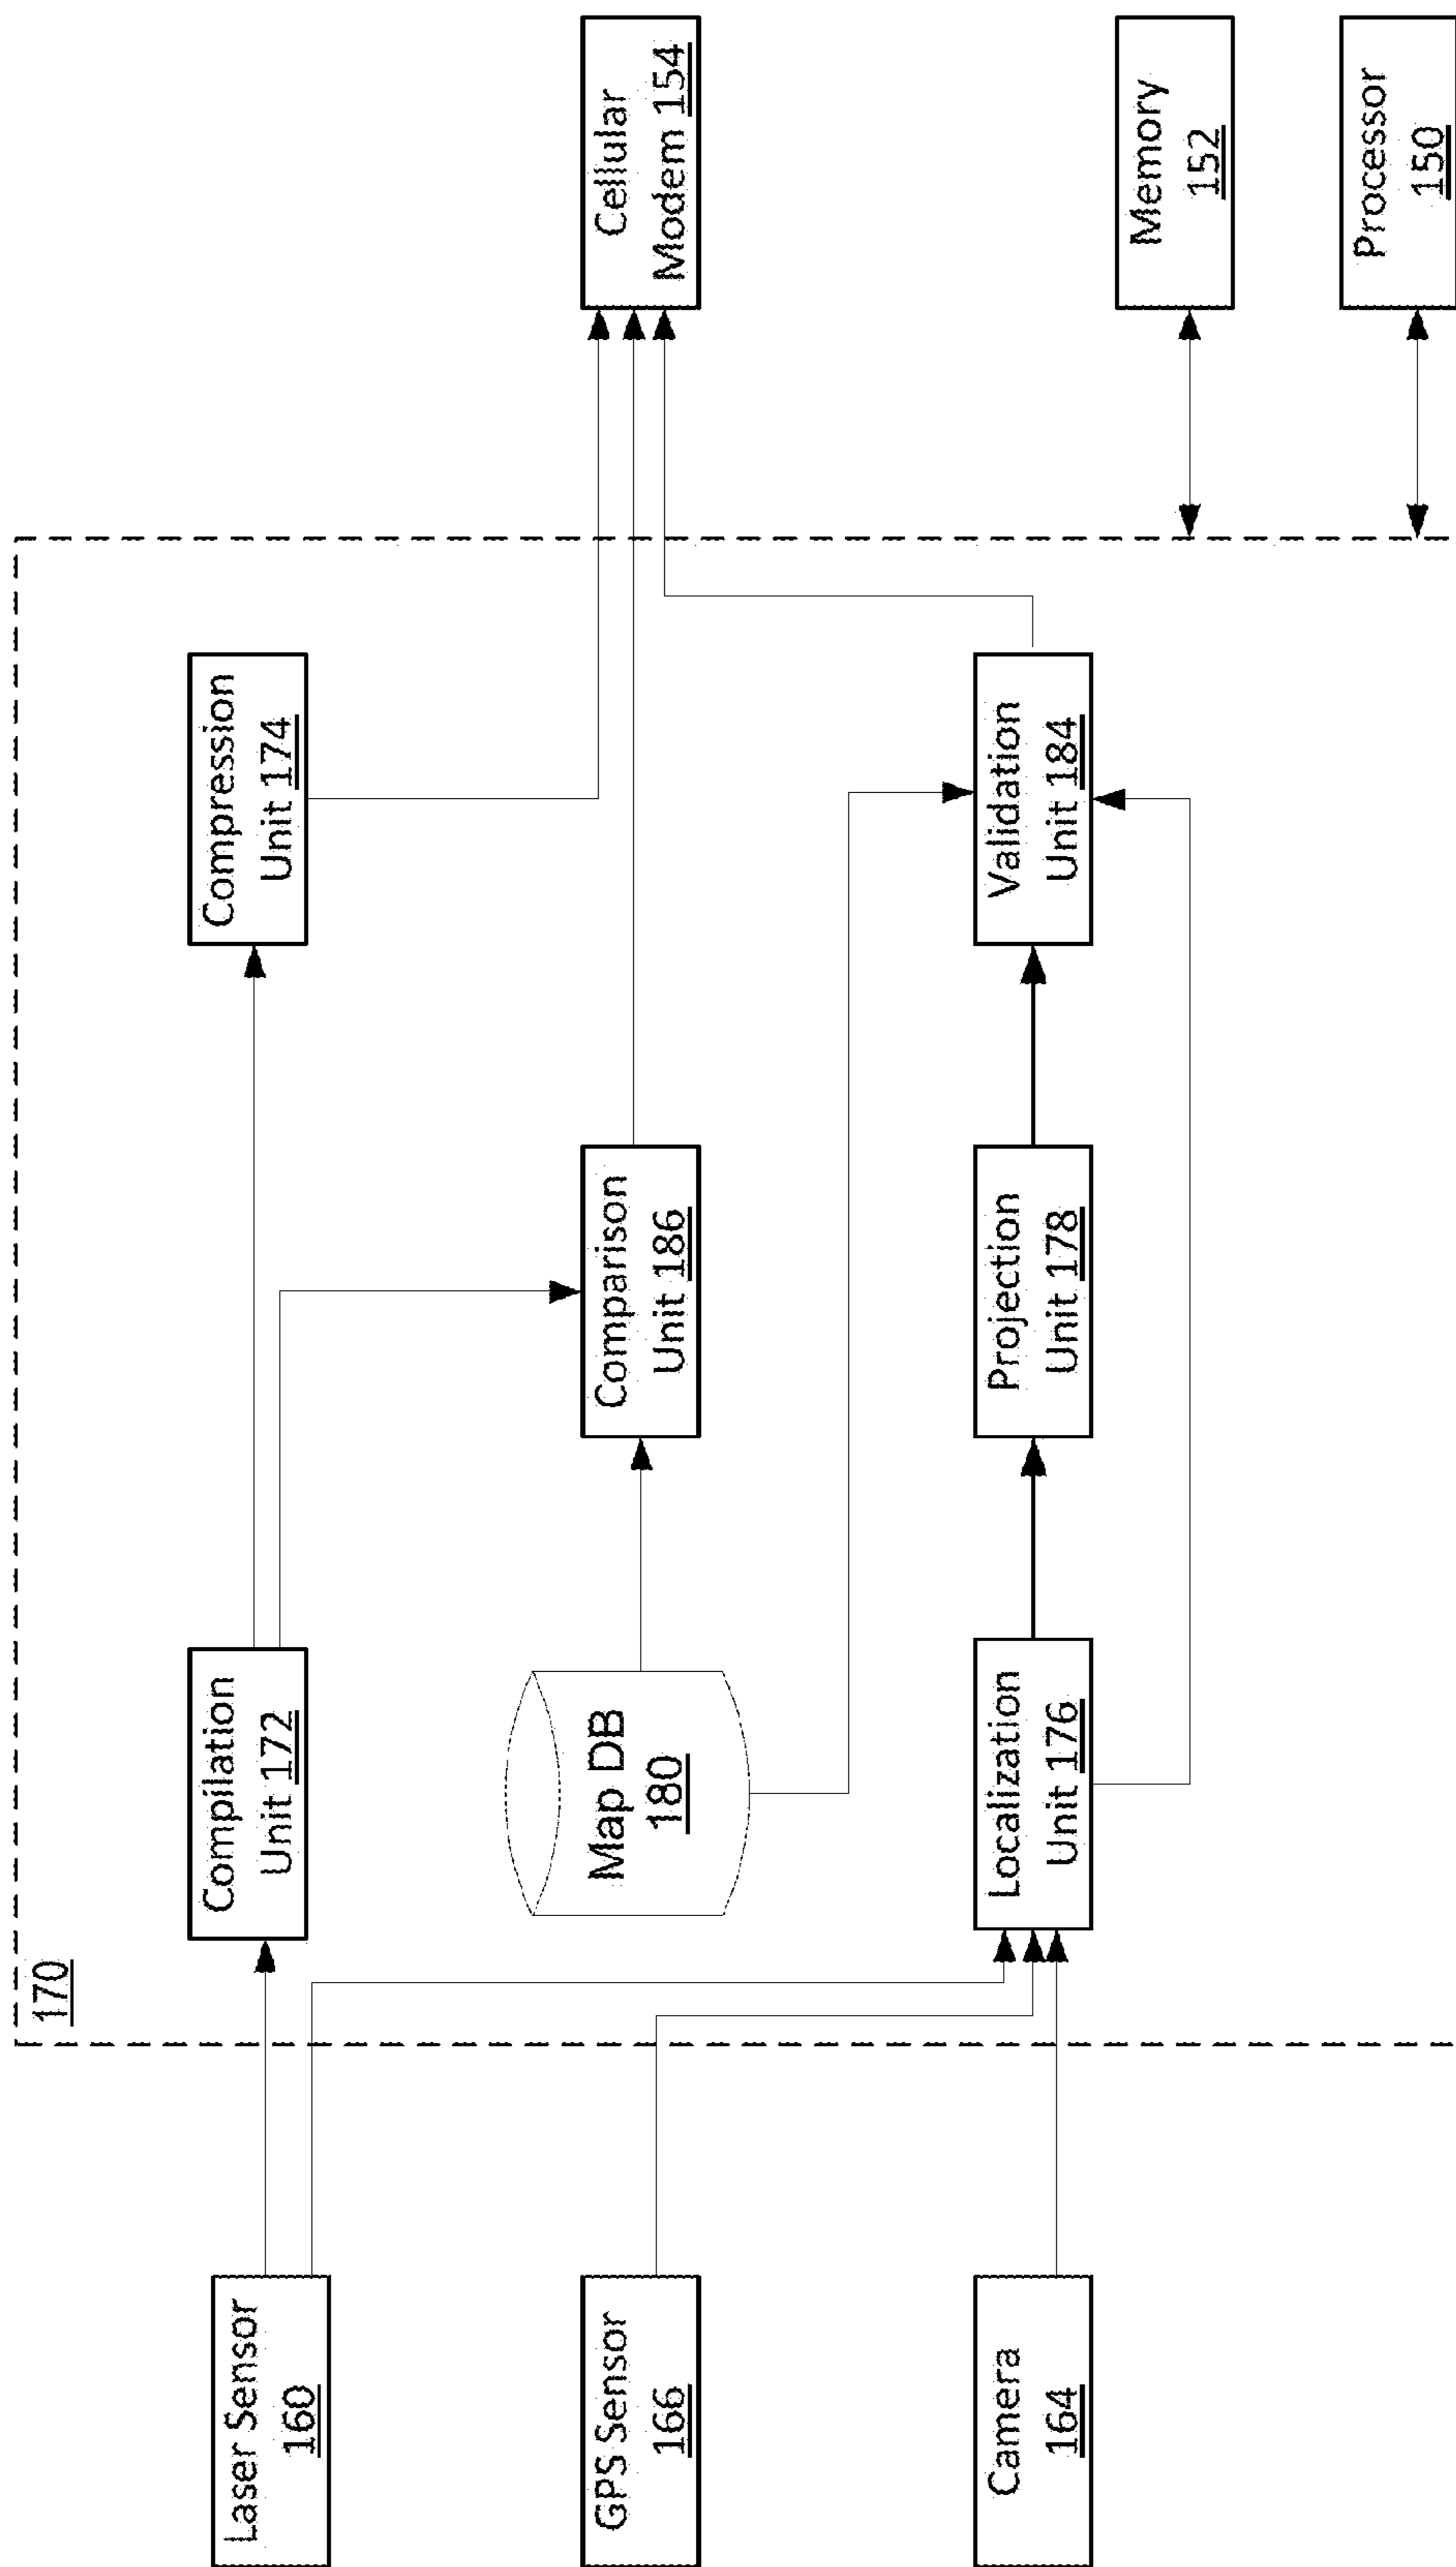 170
Laser Sensor
160
Compilation
Unit 172
Compression
Unit 174
GPS Sensor
166
Map DB
180
Comparison
Unit 186
Cellular
Modem 154
Camera
164
Localization
Unit 176
Projection
Unit 178
Validation
Unit 184
Memory
152
Processor
150